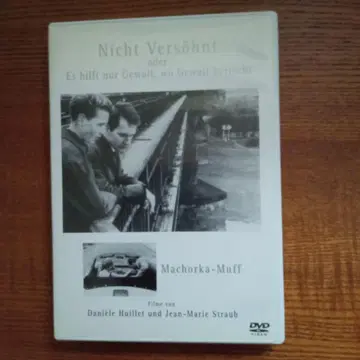 Nicht Versöhnt
oder
Es hilft nur Gewalt, wo Gewalt herrscht
Machorka-Muff
Filme von
Danièle Huillet und Jean-Marie Straub
DVD
VIDEO